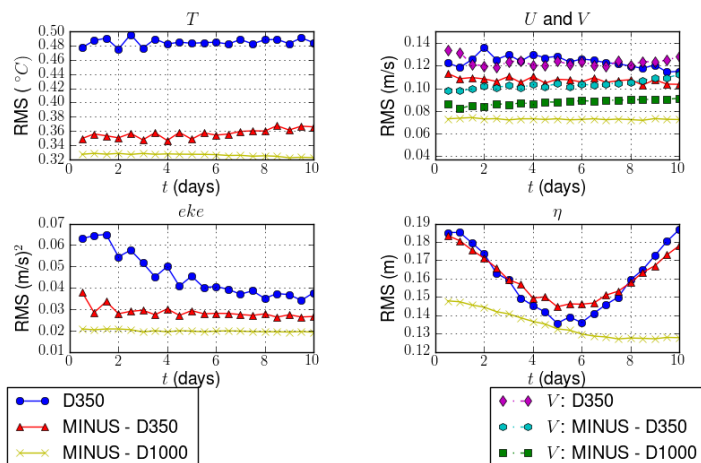 T
U and V
0.50
0.48
0.46
0.44
0.42
0.40
0.38
0.36
0.34
0.32
RMS ( °C)
0 2 4 6 8 10
t (days)
0.14
0.12
0.10
0.08
0.06
0.04
RMS (m/s)
0 2 4 6 8 10
t (days)
eke
η
0.07
0.06
0.05
0.04
0.03
0.02
0.01
RMS (m/s)²
0 2 4 6 8 10
t (days)
0.19
0.18
0.17
0.16
0.15
0.14
0.13
0.12
RMS (m)
0 2 4 6 8 10
t (days)
D350
MINUS - D350
MINUS - D1000
V: D350
V: MINUS - D350
V: MINUS - D1000